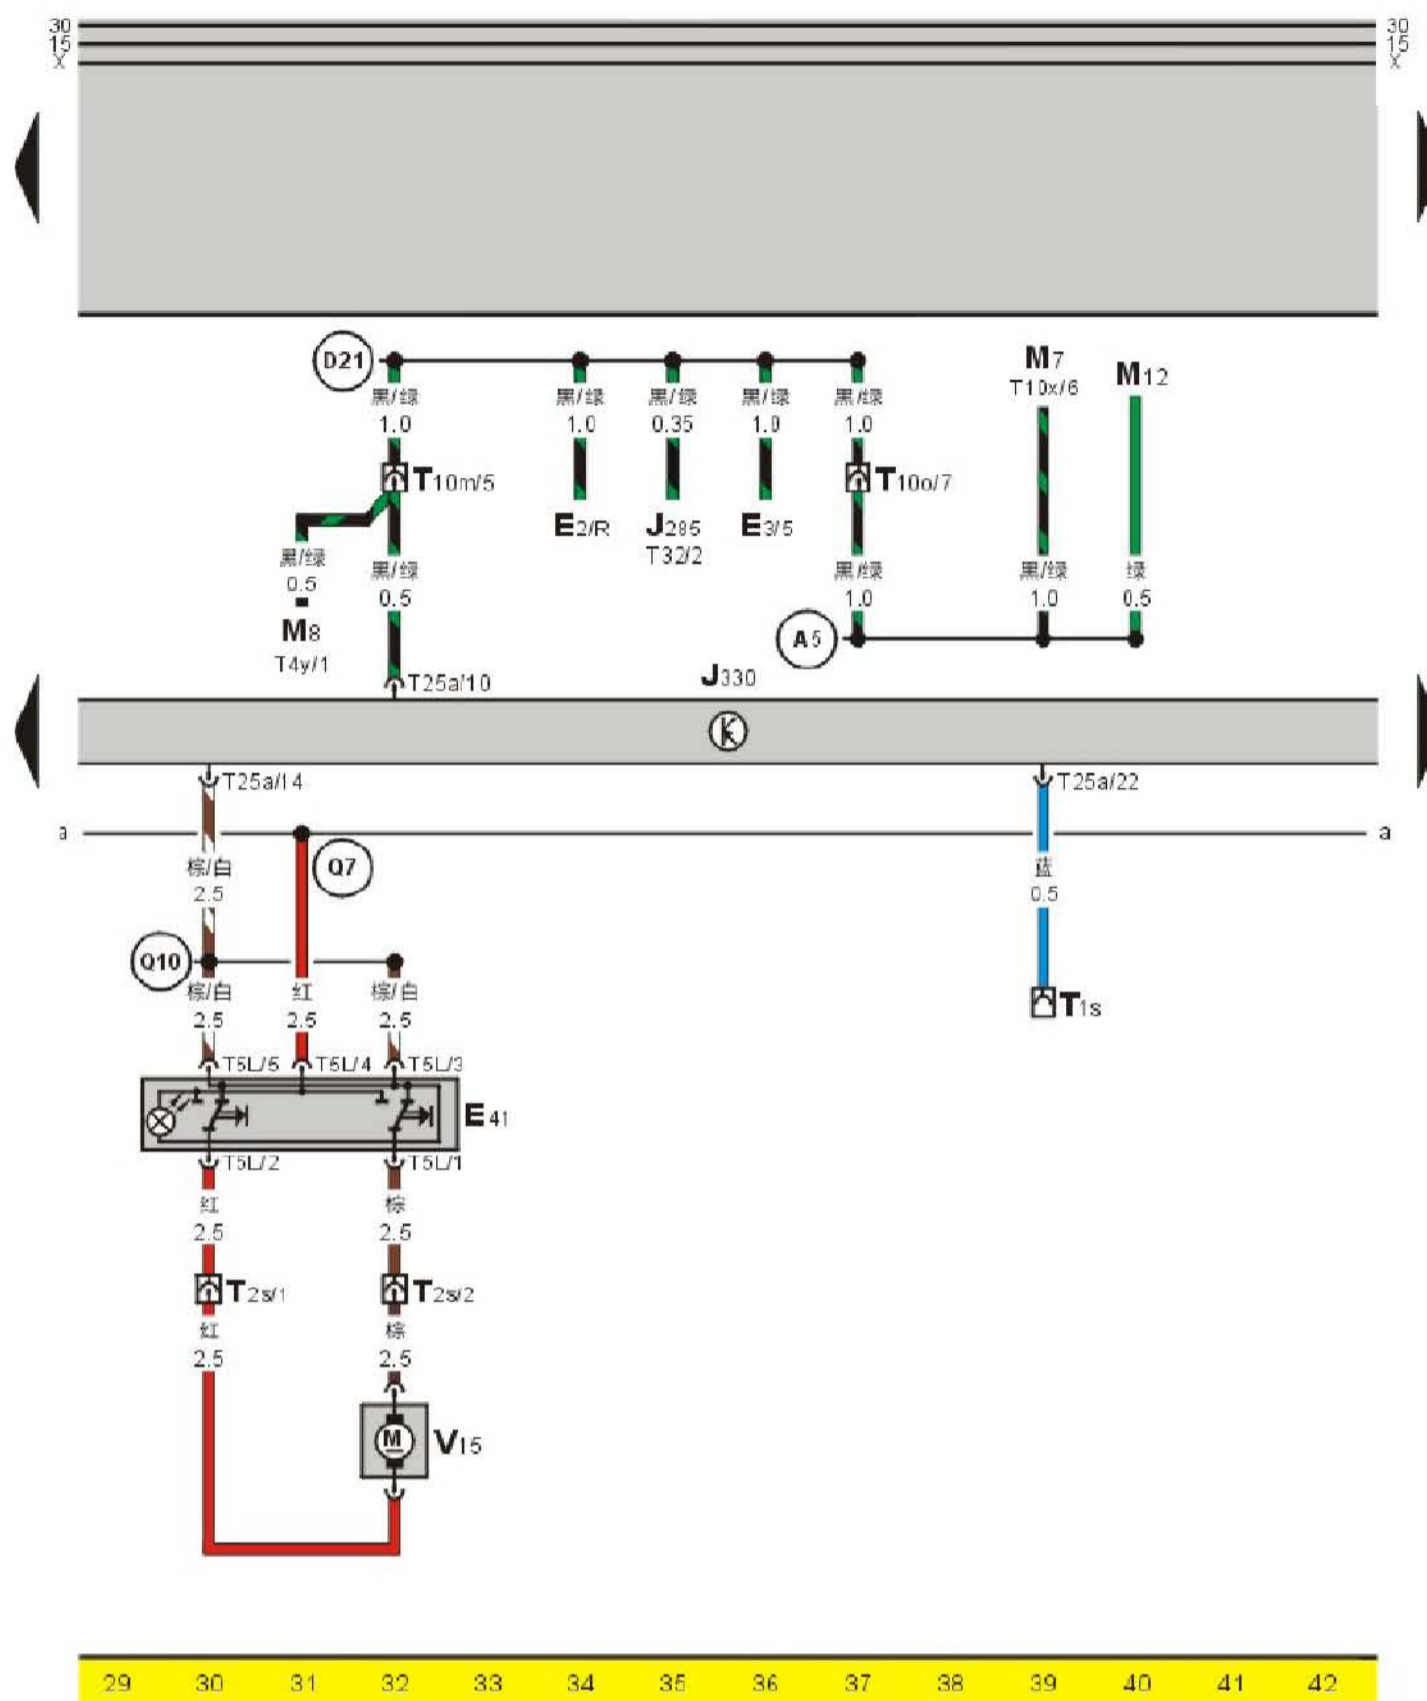 30 30
15 15
X X
D21
M7
T10x/6
M12
黑/绿 黑/绿 黑/绿 黑/绿 黑/绿
1.0 1.0 0.35 1.0 1.0
T10m/5
T10o/7
E2/R J285 E3/5
T32/2
黑/绿
0.5
M8
T4y/1
黑/绿 黑/绿 黑/绿 绿
0.5 1.0 1.0 0.5
A5
T25a/10
J330
T25a/14 T25a/22
a a
棕/白
2.5
Q7
蓝
0.5
Q10
棕/白 红 棕/白
2.5 2.5 2.5
T1s
T5L/5 T5L/4 T5L/3
E41
T5L/2 T5L/1
红 棕
2.5 2.5
T2s/1 T2s/2
红 棕
2.5 2.5
M
V15
29 30 31 32 33 34 35 36 37 38 39 40 41 42